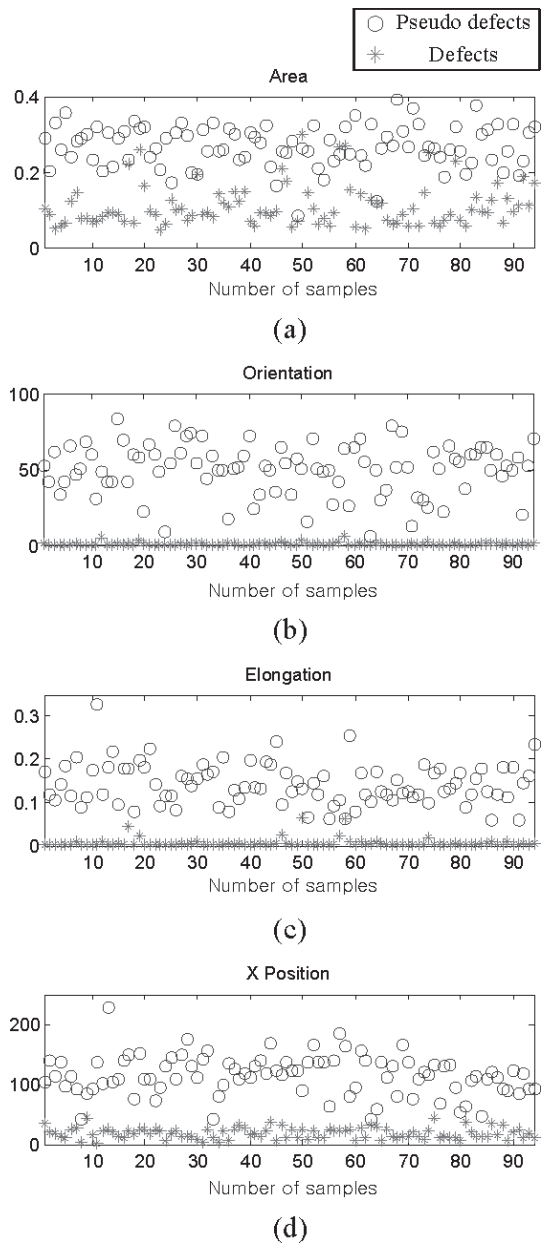 Pseudo defects
Defects
Area
0.4
0.2
0
10 20 30 40 50 60 70 80 90
Number of samples
(a)
Orientation
100
50
0
10 20 30 40 50 60 70 80 90
Number of samples
(b)
Elongation
0.3
0.2
0.1
0
10 20 30 40 50 60 70 80 90
Number of samples
(c)
X Position
200
100
0
10 20 30 40 50 60 70 80 90
Number of samples
(d)